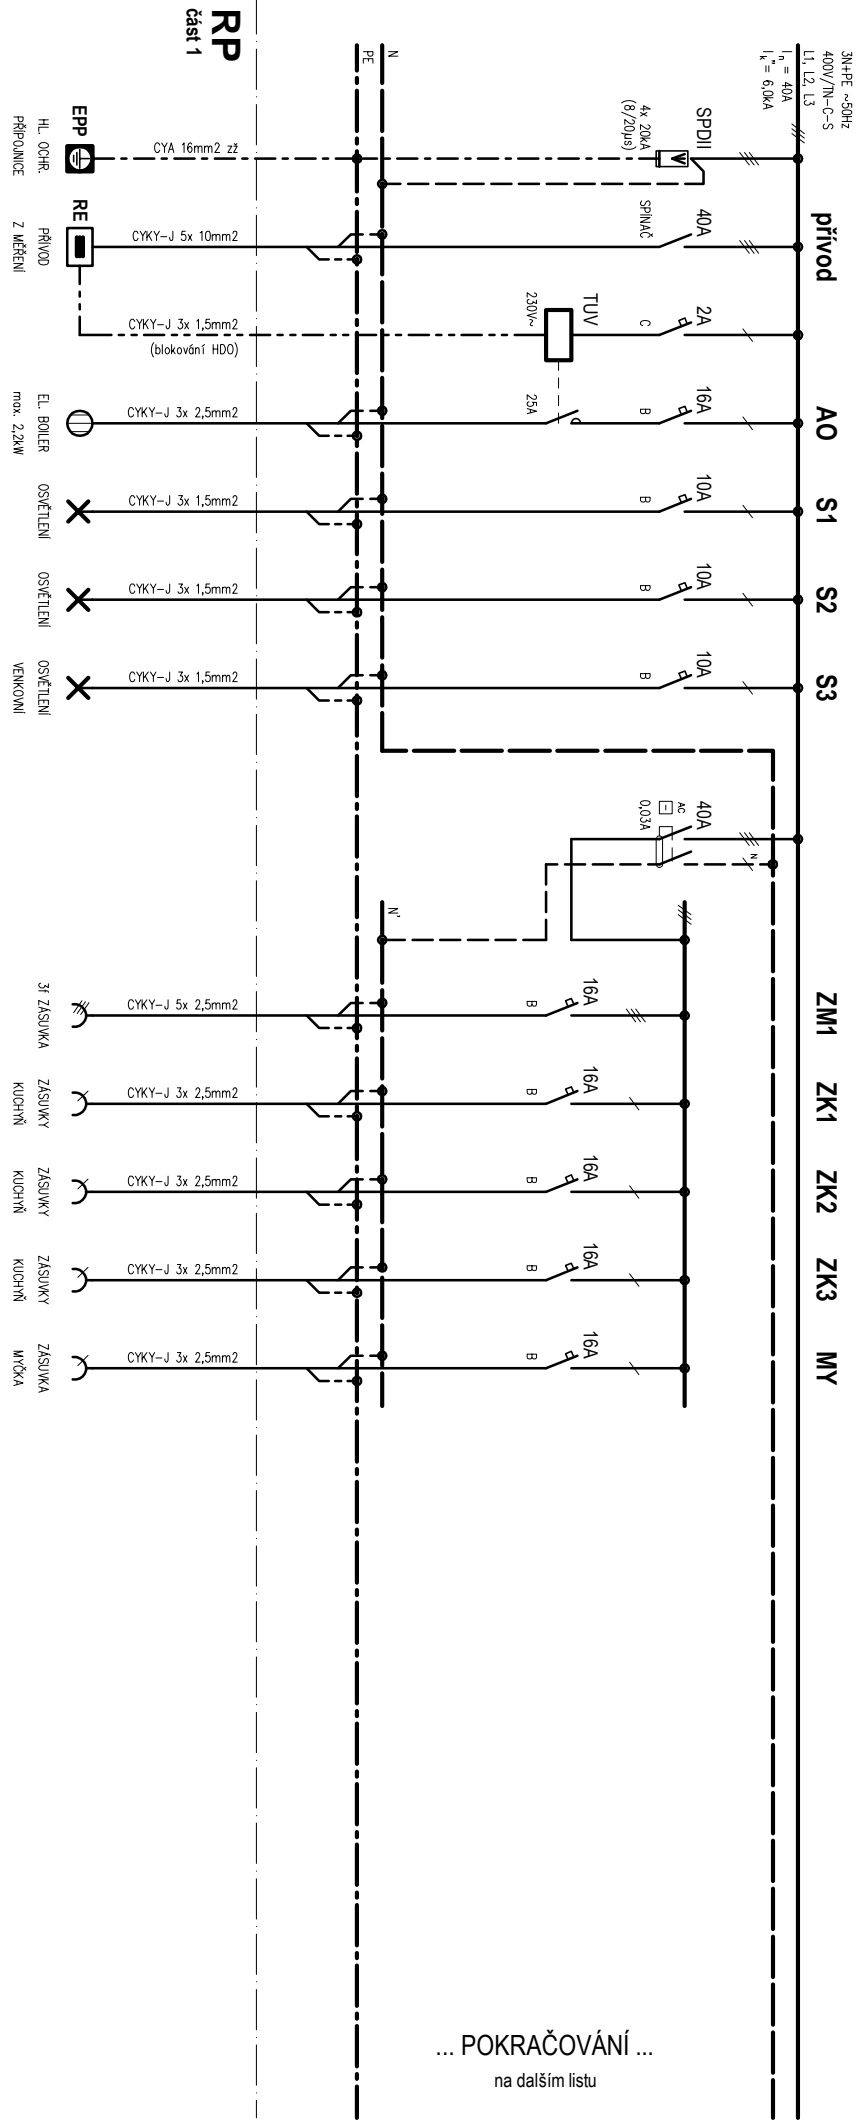 3N+PE ~50Hz
400V/TN-C-S
L1, L2, L3
In = 40A
Ik" = 6,0kA
přívod
AO
S1
S2
S3
ZM1
ZK1
ZK2
ZK3
MY
SPDII
4x 20kA
(8/20µs)
40A
SPÍNAČ
2A
C
TUV
230V~
16A
B
25A
10A
B
10A
B
10A
B
40A
AC
0,03A
N
16A
B
16A
B
16A
B
16A
B
16A
B
N
PE
N'
CYA 16mm2 zž
CYKY-J 5x 10mm2
CYKY-J 3x 1,5mm2
(blokování HDO)
CYKY-J 3x 2,5mm2
CYKY-J 3x 1,5mm2
CYKY-J 3x 1,5mm2
CYKY-J 3x 1,5mm2
CYKY-J 5x 2,5mm2
CYKY-J 3x 2,5mm2
CYKY-J 3x 2,5mm2
CYKY-J 3x 2,5mm2
CYKY-J 3x 2,5mm2
RP
část 1
EPP
HL. OCHR.
PŘÍPOJNICE
RE
PŘÍVOD
Z MĚŘENÍ
EL. BOILER
max. 2,2kW
OSVĚTLENÍ
OSVĚTLENÍ
OSVĚTLENÍ
VENKOVNÍ
3f ZÁSUVKA
ZÁSUVKY
KUCHYŇ
ZÁSUVKY
KUCHYŇ
ZÁSUVKY
KUCHYŇ
ZÁSUVKA
MYČKA
... POKRAČOVÁNÍ ...
na dalším listu